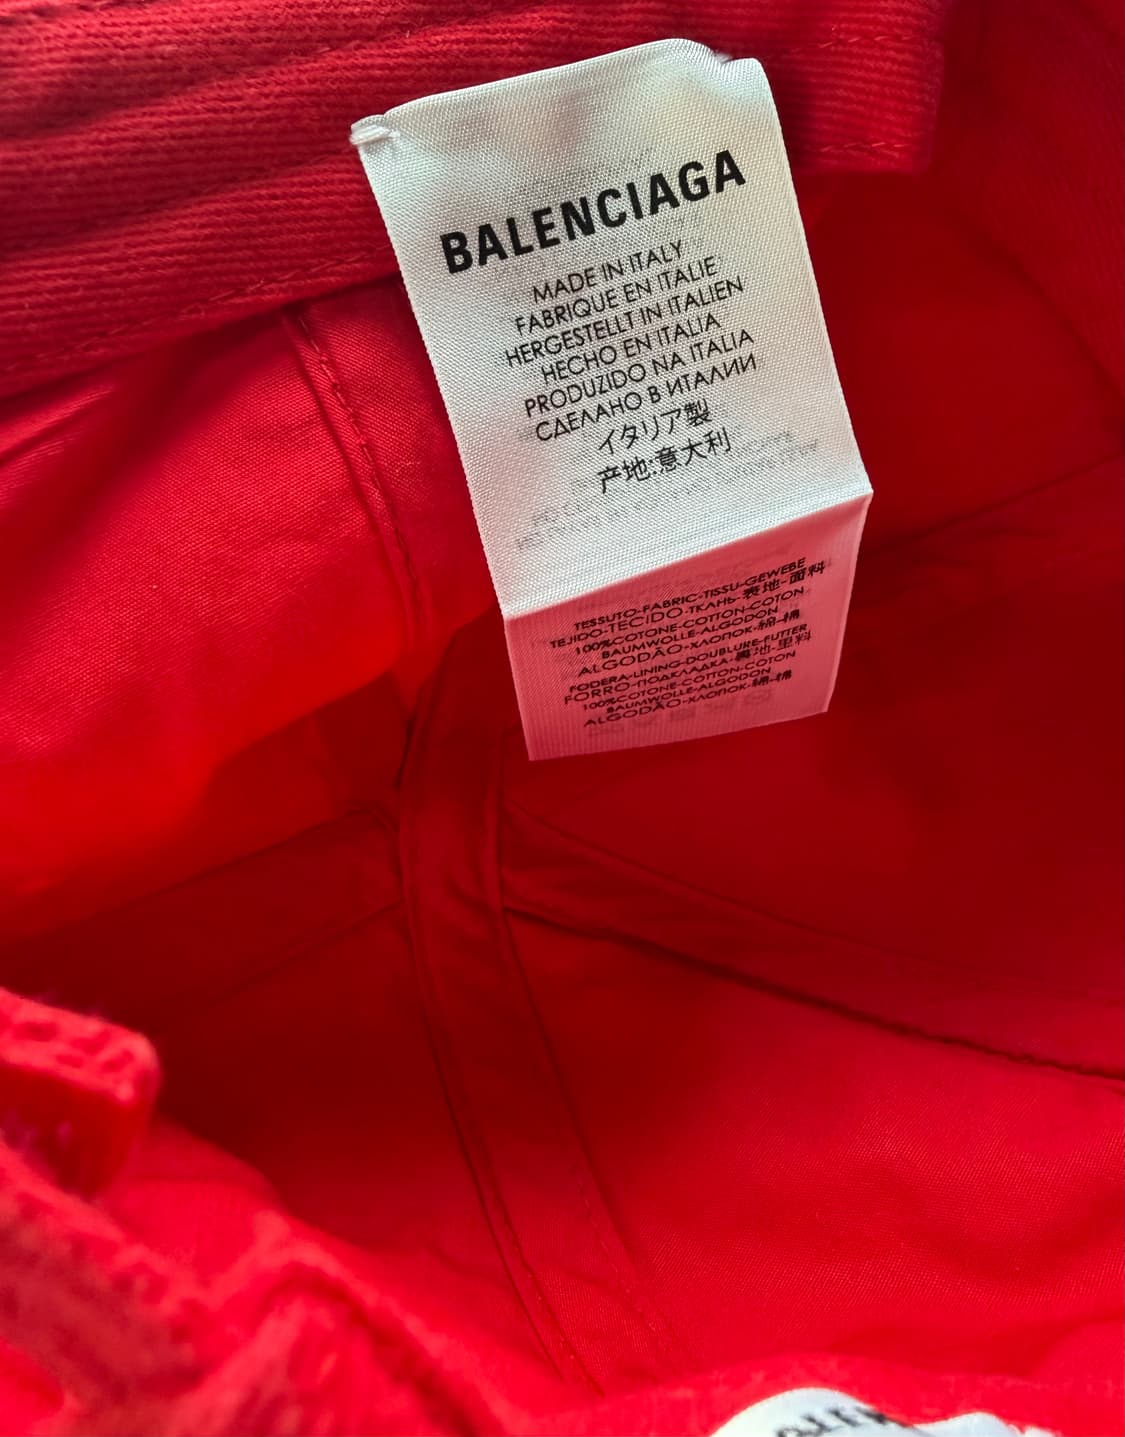 BALENCIAGA
MADE IN ITALY
FABRIQUE EN ITALIE
HERGESTELLT IN ITALIEN
HECHO EN ITALIA
PRODUZIDO NA ITALIA
СДЕЛАНО В ИТАЛИИ
イタリア製
产地:意大利
TESSUTO-FABRIC-TISSU-GEWEBE
TEJIDO-TECIDO-ТКАНЬ-表地-面料
100%COTONE-COTTON-COTON
BAUMWOLLE-ALGODON
ALGODÃO-ХЛОПОК-綿-棉
FODERA-LINING-DOUBLURE-FUTTER
FORRO-ПОДКЛАДКА-裏地-里料
100%COTONE-COTTON-COTON
BAUMWOLLE-ALGODON
ALGODÃO-ХЛОПОК-綿-棉